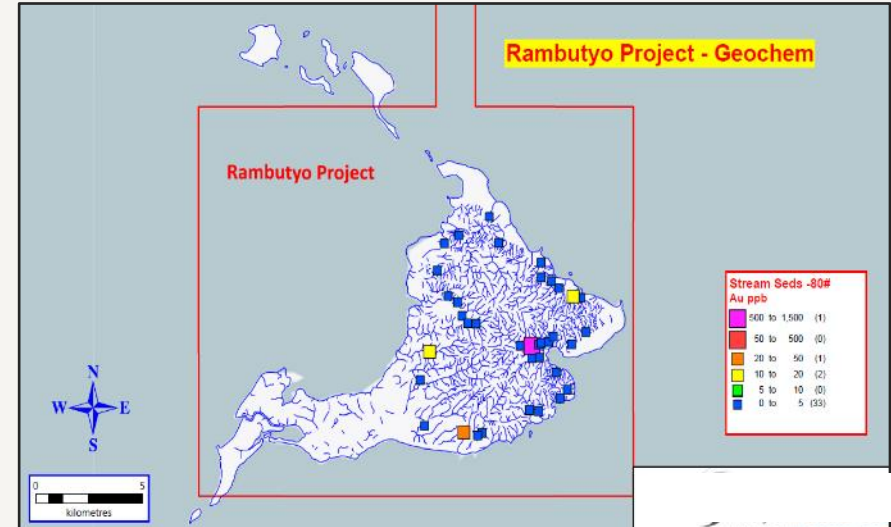 Rambutyo Project - Geochem
Rambutyo Project
Stream Seds -80#
Au ppb
500 to 1,500 (1)
50 to 500 (0)
20 to 50 (1)
10 to 20 (2)
5 to 10 (0)
0 to 5 (33)
N
W E
S
0 5
kilometres